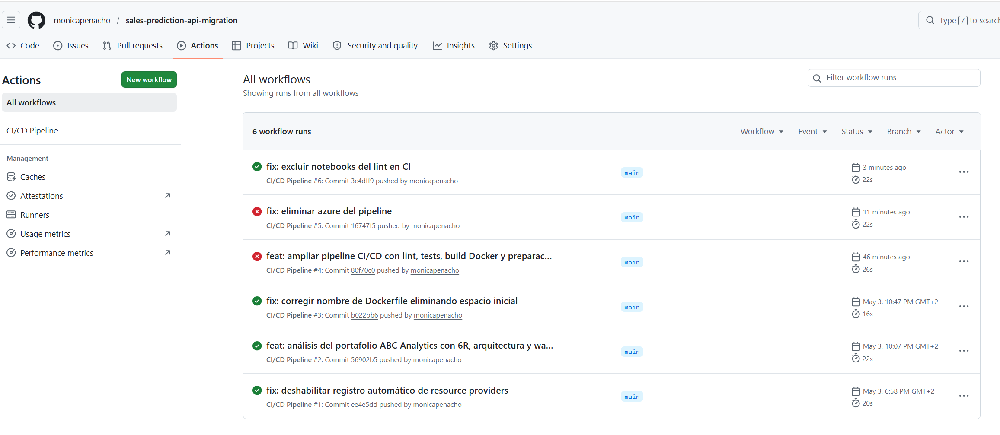 monicapenacho / sales-prediction-api-migration
Type / to search
Code Issues Pull requests Actions Projects Wiki Security and quality Insights Settings
Actions
New workflow
All workflows
CI/CD Pipeline
Management
Caches
Attestations
Runners
Usage metrics
Performance metrics
All workflows
Showing runs from all workflows
Filter workflow runs
6 workflow runs
Workflow Event Status Branch Actor
fix: excluir notebooks del lint en CI
CI/CD Pipeline #6: Commit 3c4dff9 pushed by monicapenacho
main
3 minutes ago
22s
fix: eliminar azure del pipeline
CI/CD Pipeline #5: Commit 16747f5 pushed by monicapenacho
main
11 minutes ago
22s
feat: ampliar pipeline CI/CD con lint, tests, build Docker y preparac...
CI/CD Pipeline #4: Commit 80f70c0 pushed by monicapenacho
main
46 minutes ago
26s
fix: corregir nombre de Dockerfile eliminando espacio inicial
CI/CD Pipeline #3: Commit b022bb6 pushed by monicapenacho
main
May 3, 10:47 PM GMT+2
16s
feat: análisis del portafolio ABC Analytics con 6R, arquitectura y wa...
CI/CD Pipeline #2: Commit 56902b5 pushed by monicapenacho
main
May 3, 10:07 PM GMT+2
22s
fix: deshabilitar registro automático de resource providers
CI/CD Pipeline #1: Commit ee4e5dd pushed by monicapenacho
main
May 3, 6:58 PM GMT+2
20s